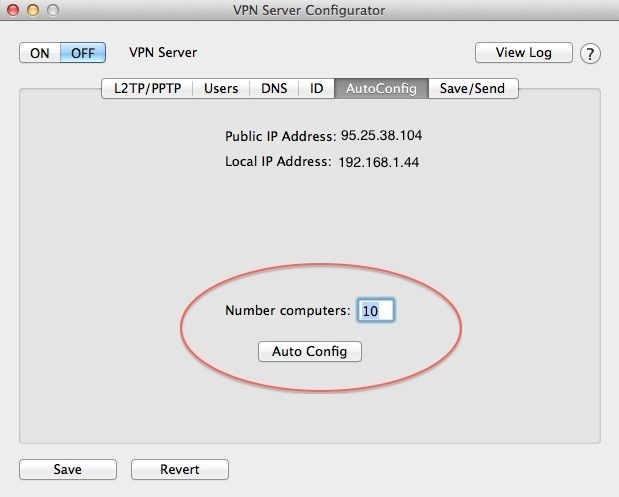 VPN Server Configurator
ON OFF VPN Server View Log ?
L2TP/PPTP Users DNS ID AutoConfig Save/Send
Public IP Address: 95.25.38.104
Local IP Address: 192.168.1.44
Number computers: 10
Auto Config
Save Revert